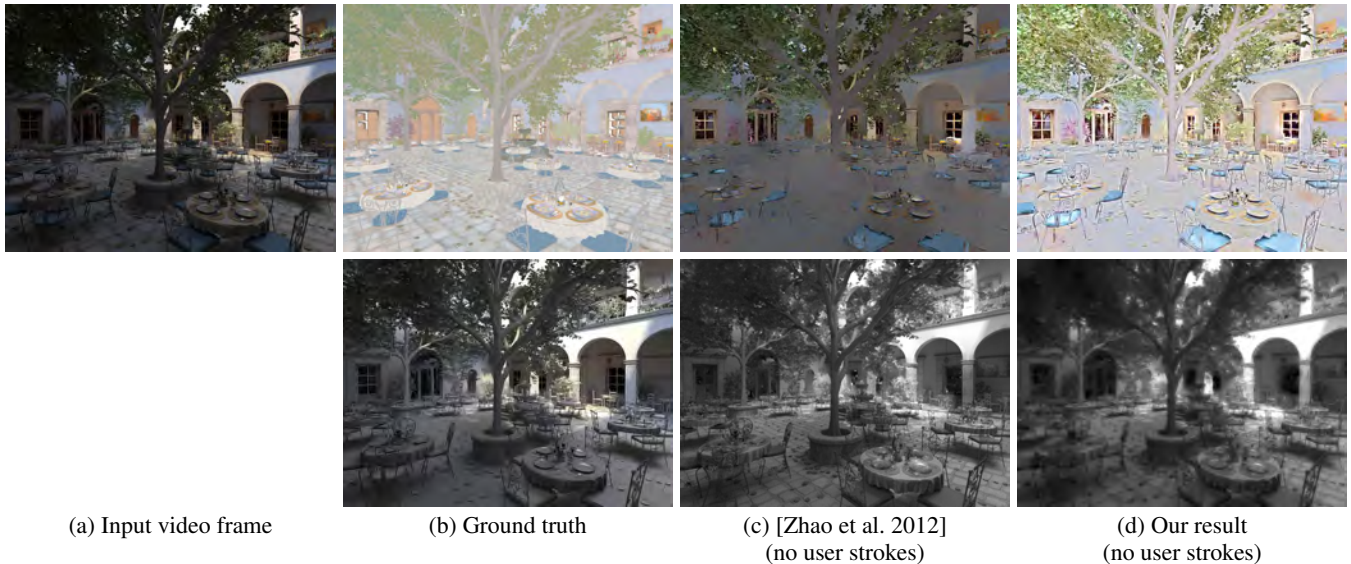 (a) Input video frame
(b) Ground truth
(c) [Zhao et al. 2012]
(no user strokes)
(d) Our result
(no user strokes)